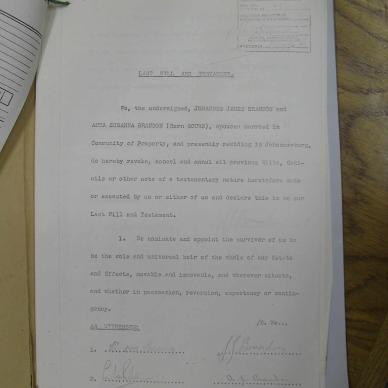 LAST WILL AND TESTAMENT.
We, the undersigned, JOHANNES JAMES BRANDON and
ANNA SUSANNA BRANDON (Born GOUWS), spouses married in
Community of Property, and presently residing in Johannesburg,
do hereby revoke, cancel and annul all previous Wills, Codi-
cils or other acts of a testamentary nature heretofore made
or executed by us or either of us and declare this to be our
Last Will and Testament.
1. We nominate and appoint the survivor of us to
be the sole and universal heir of the whole of our Estate
and Effects, movable and immovable, and wherever situate,
and whether in possession, reversion, expectancy or contin-
gency.
/2. We...
AS WITNESSES
1.
J J Brandon
2.